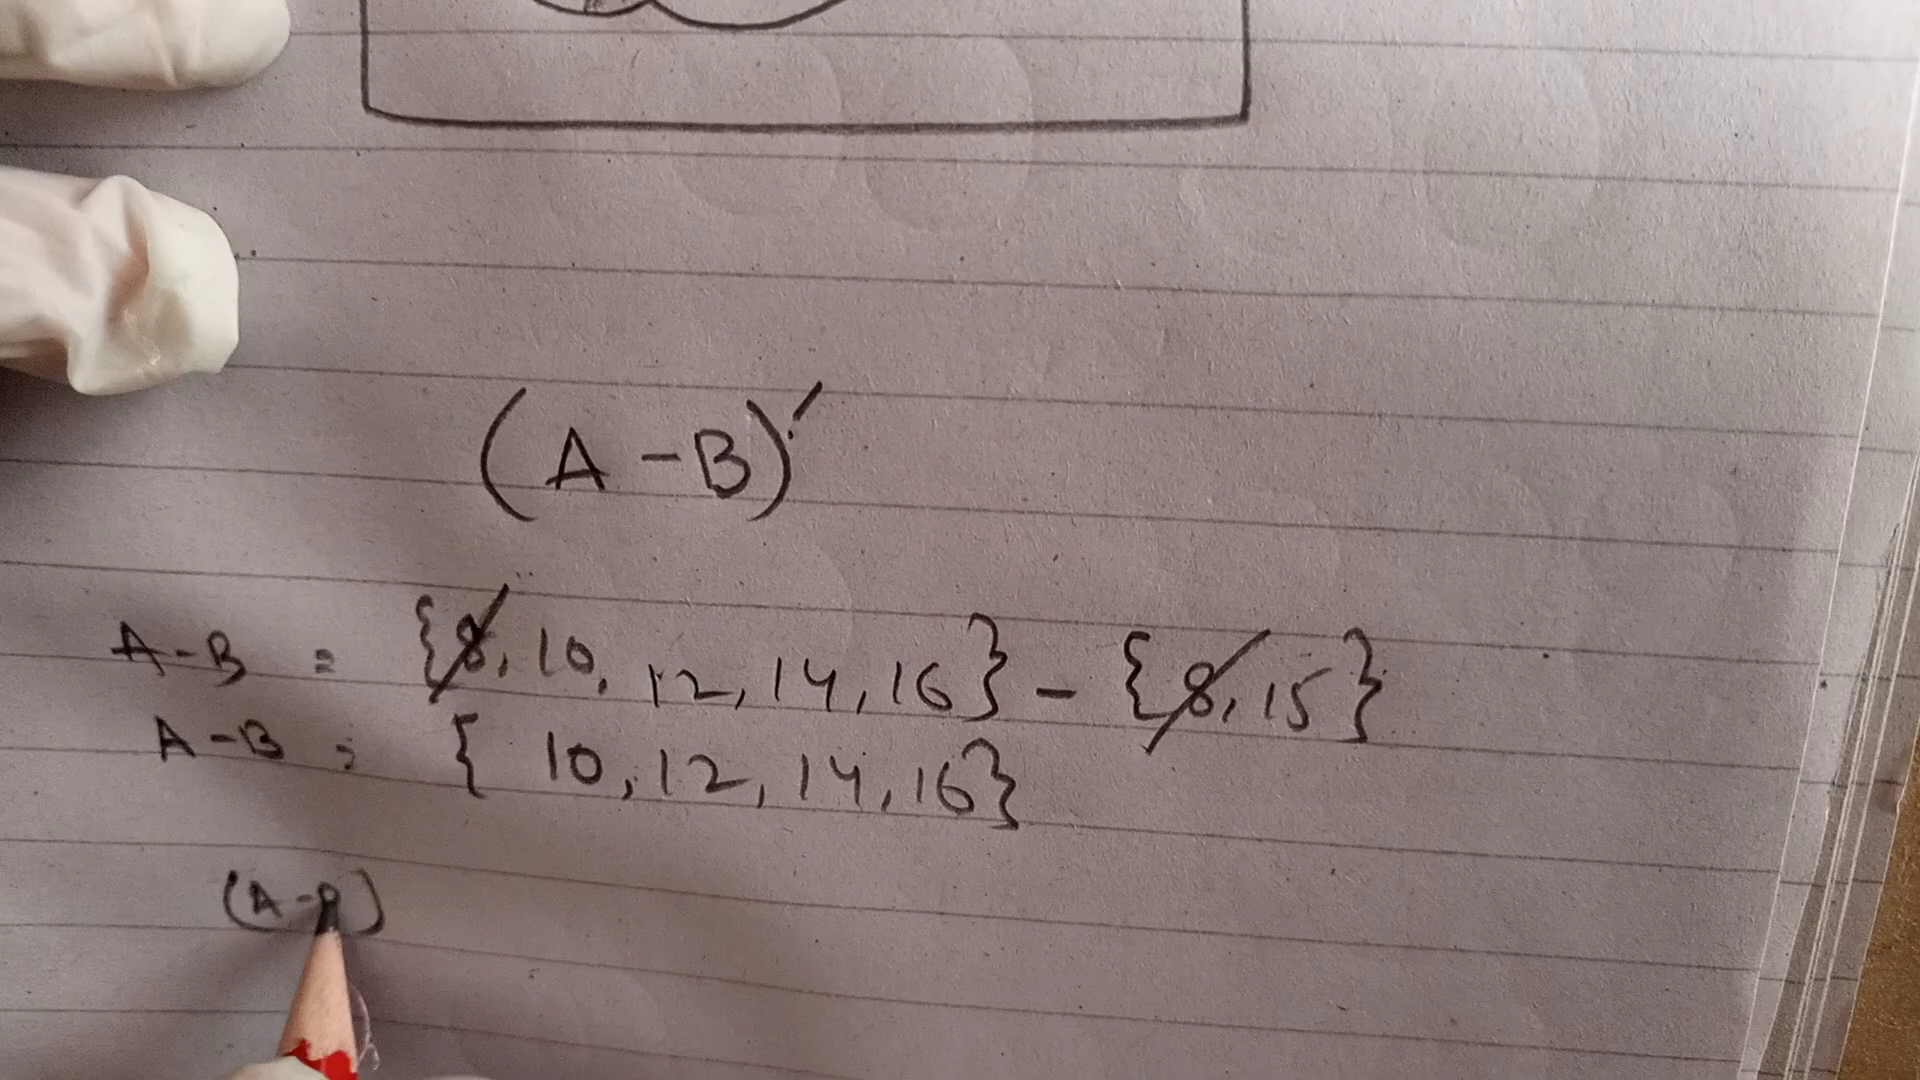 (A-B)'
A-B = {8, 10, 12, 14, 16} - {8, 15}
A-B = { 10, 12, 14, 16}
(A-B)